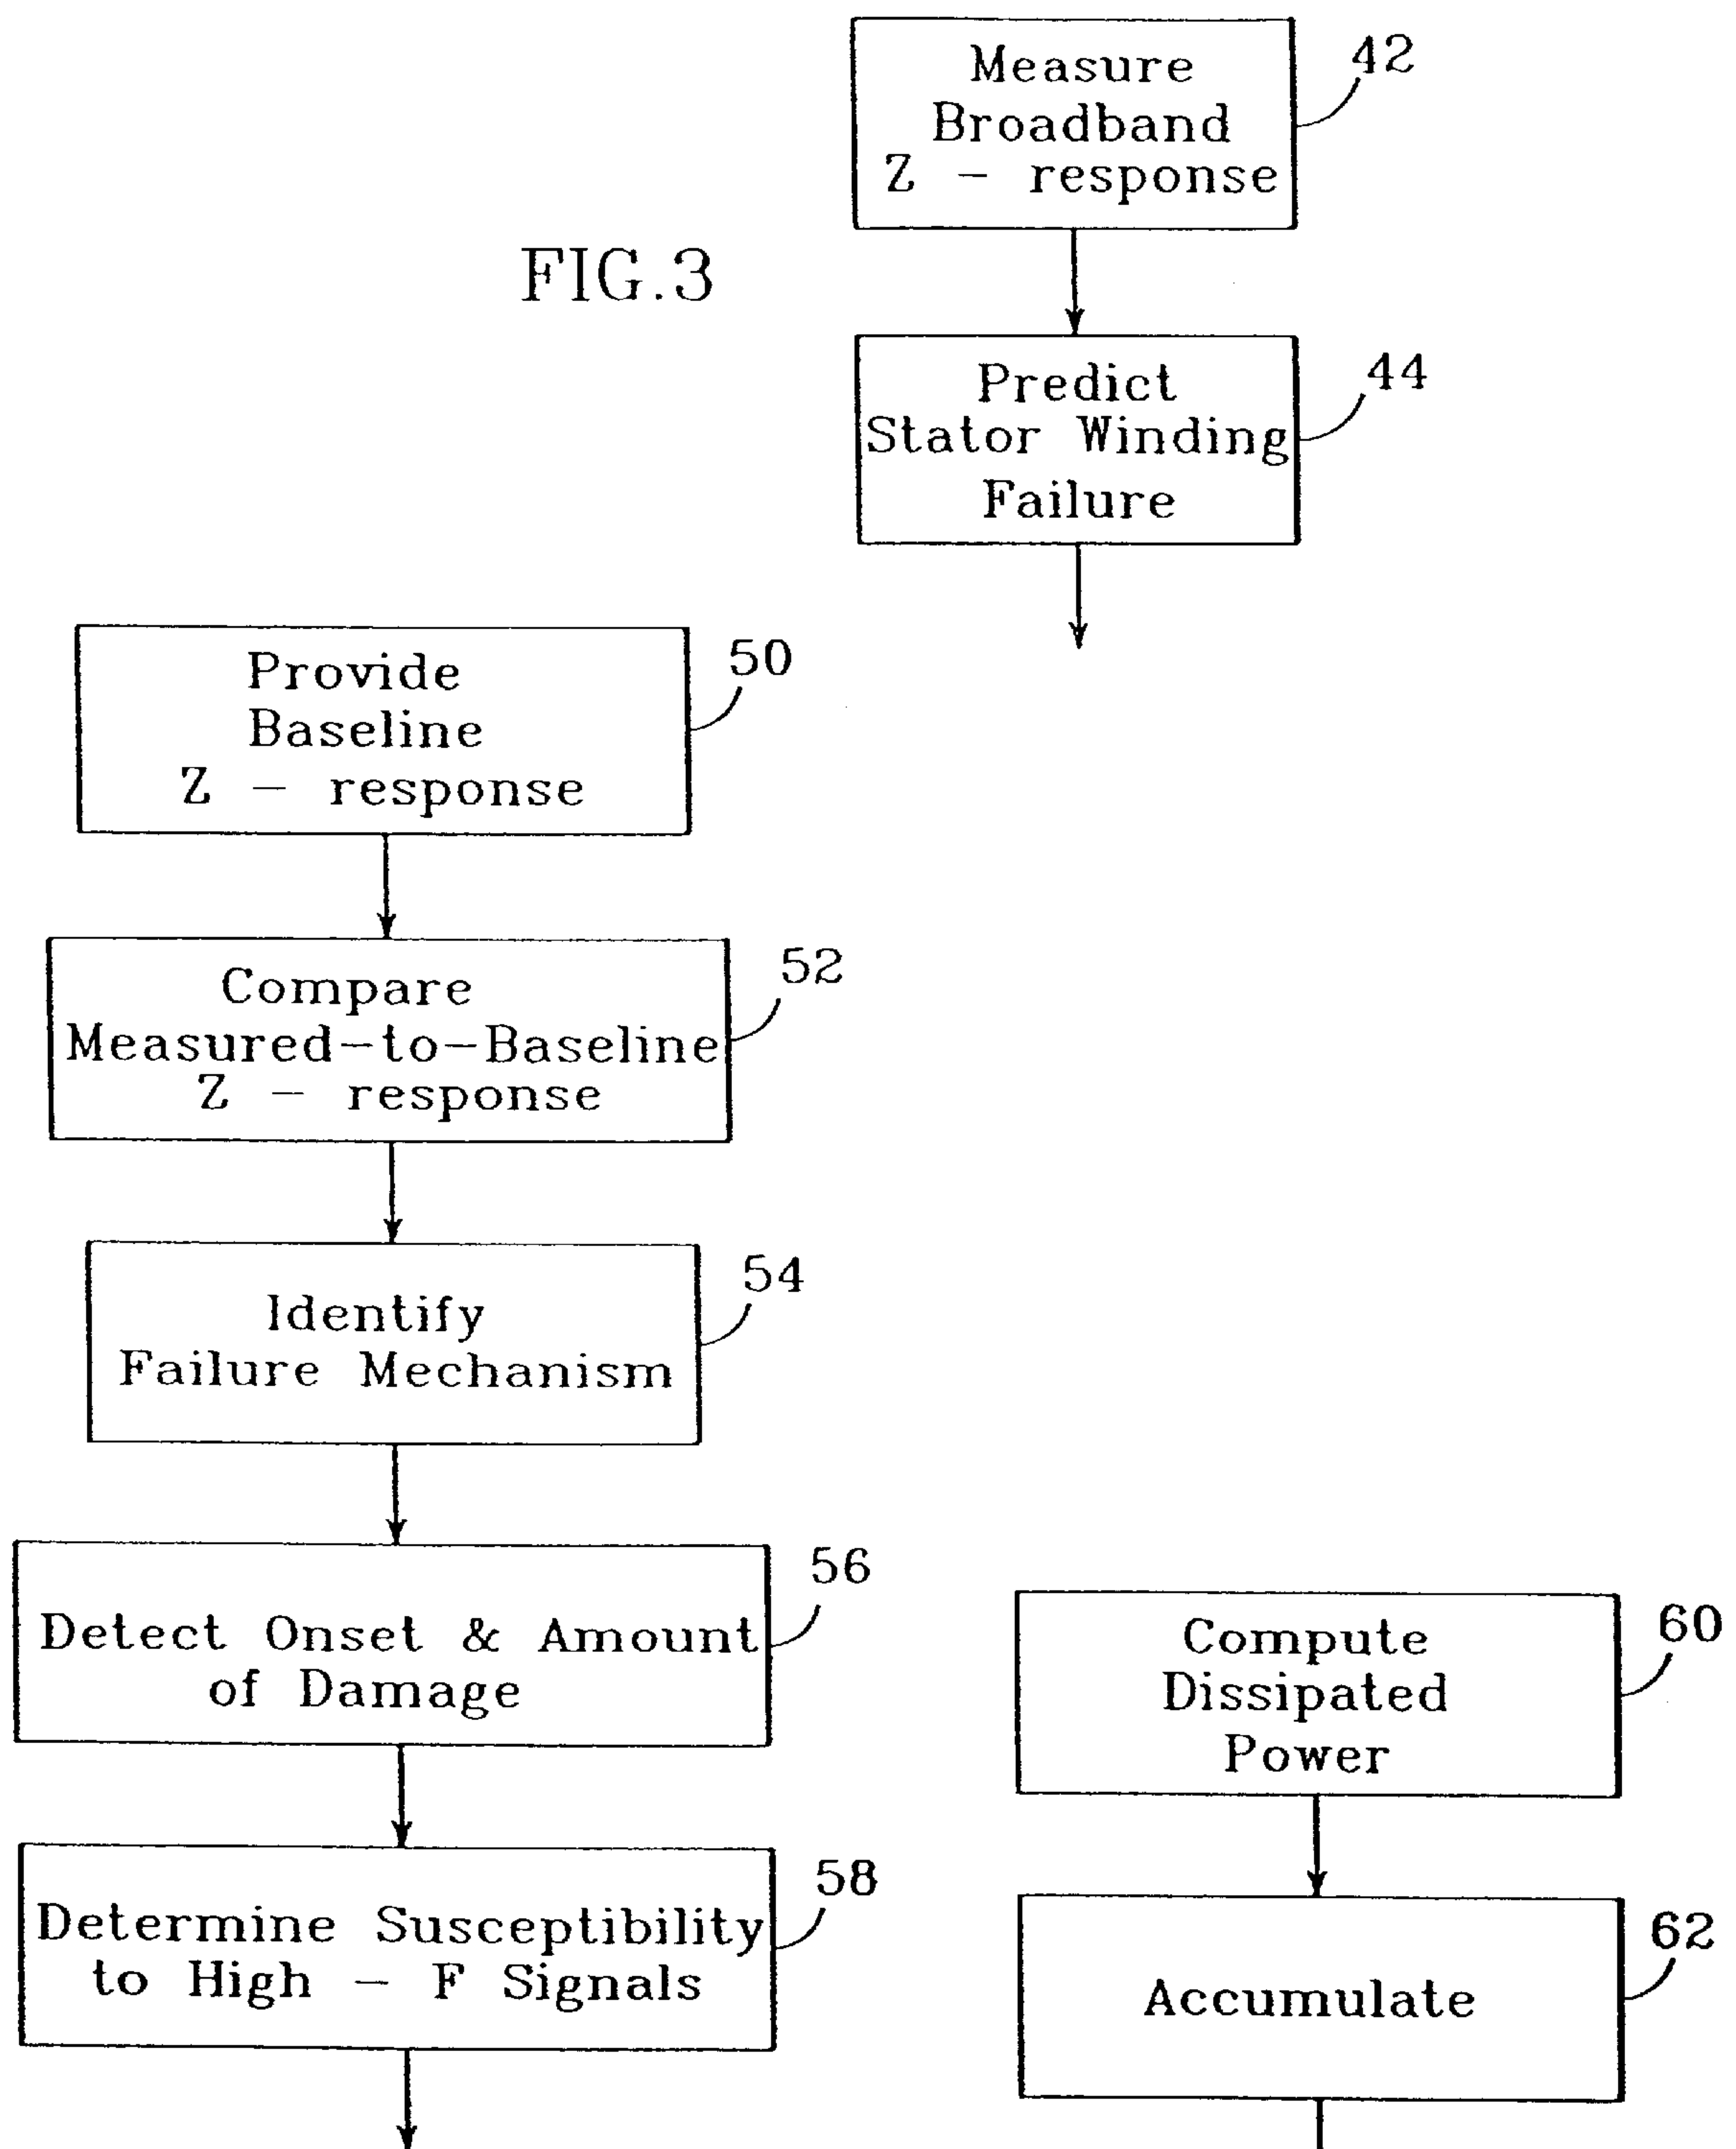 Measure
Broadband
Z - response
42
FIG.3
Predict
Stator Winding
Failure
44
Provide
Baseline
Z - response
50
Compare
Measured-to-Baseline
Z - response
52
Identify
Failure Mechanism
54
Detect Onset & Amount
of Damage
56
Determine Susceptibility
to High - F Signals
58
Compute
Dissipated
Power
60
Accumulate
62